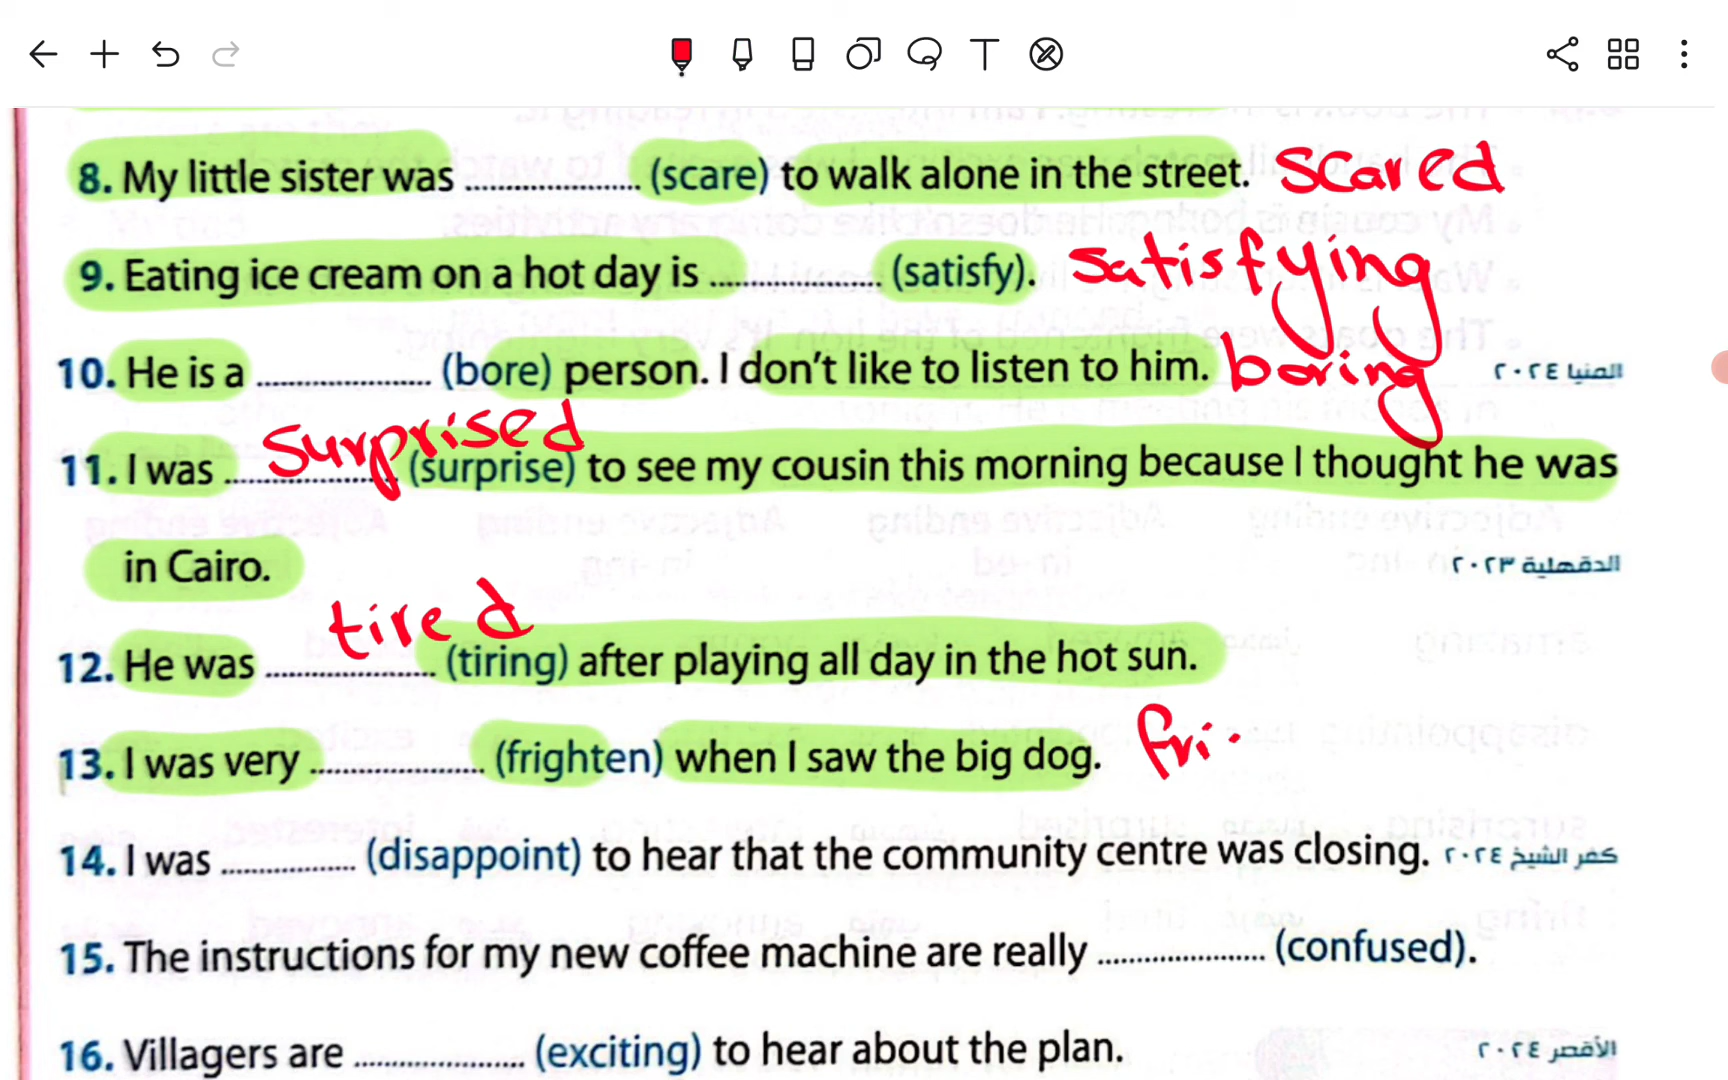 8. My little sister was .................... (scare) to walk alone in the street. scared
9. Eating ice cream on a hot day is .................... (satisfy). satisfying
10. He is a .................... (bore) person. I don't like to listen to him. boring المنيا ٢٠٢٤
surprised
11. I was .................... (surprise) to see my cousin this morning because I thought he was
in Cairo. الدقهلية ٢٠٢٣
tired
12. He was .................... (tiring) after playing all day in the hot sun.
13. I was very .................... (frighten) when I saw the big dog. fri
14. I was ................ (disappoint) to hear that the community centre was closing. كفر الشيخ ٢٠٢٤
15. The instructions for my new coffee machine are really .................... (confused).
16. Villagers are .................... (exciting) to hear about the plan. الأقصر ٢٠٢٤